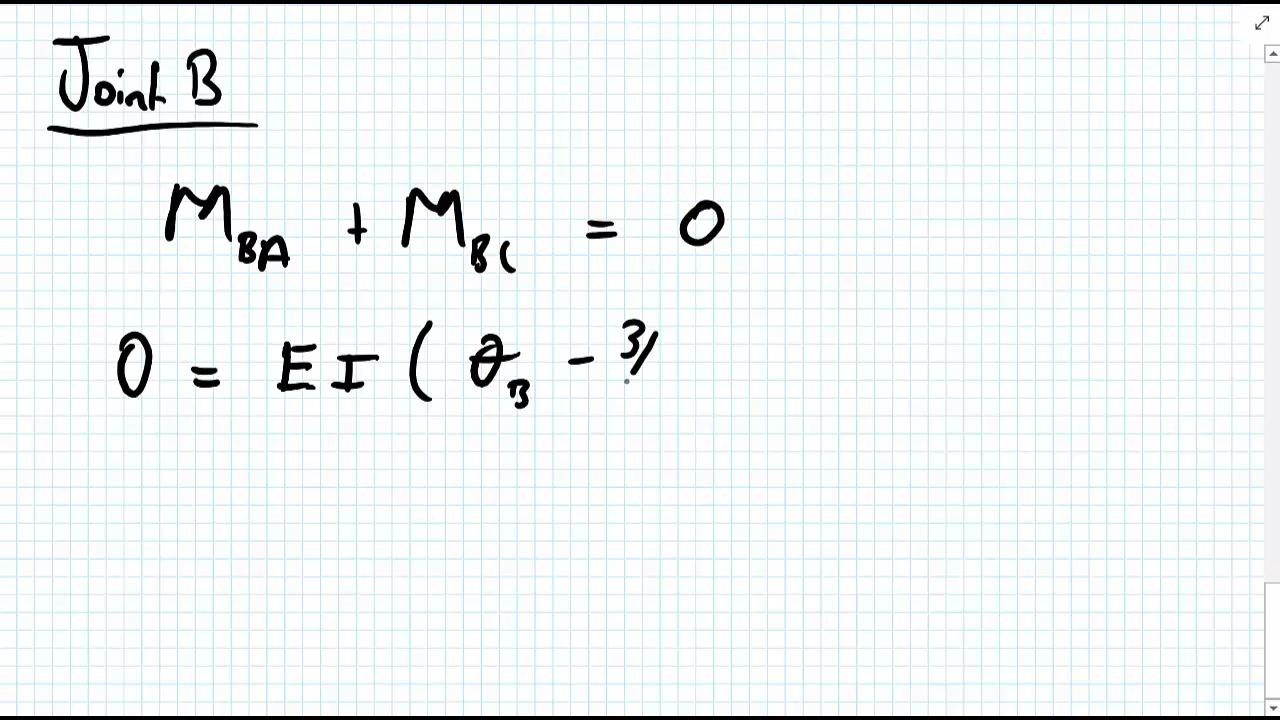 Joint B
M_BA + M_BC = 0
0 = EI ( θ_B - 3/